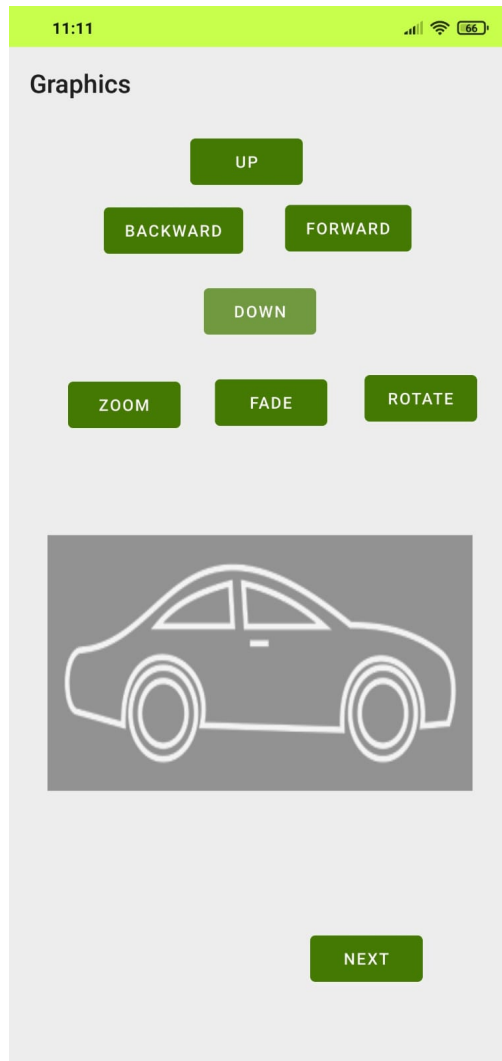 11:11 66
Graphics
UP
BACKWARD FORWARD
DOWN
ZOOM FADE ROTATE
NEXT